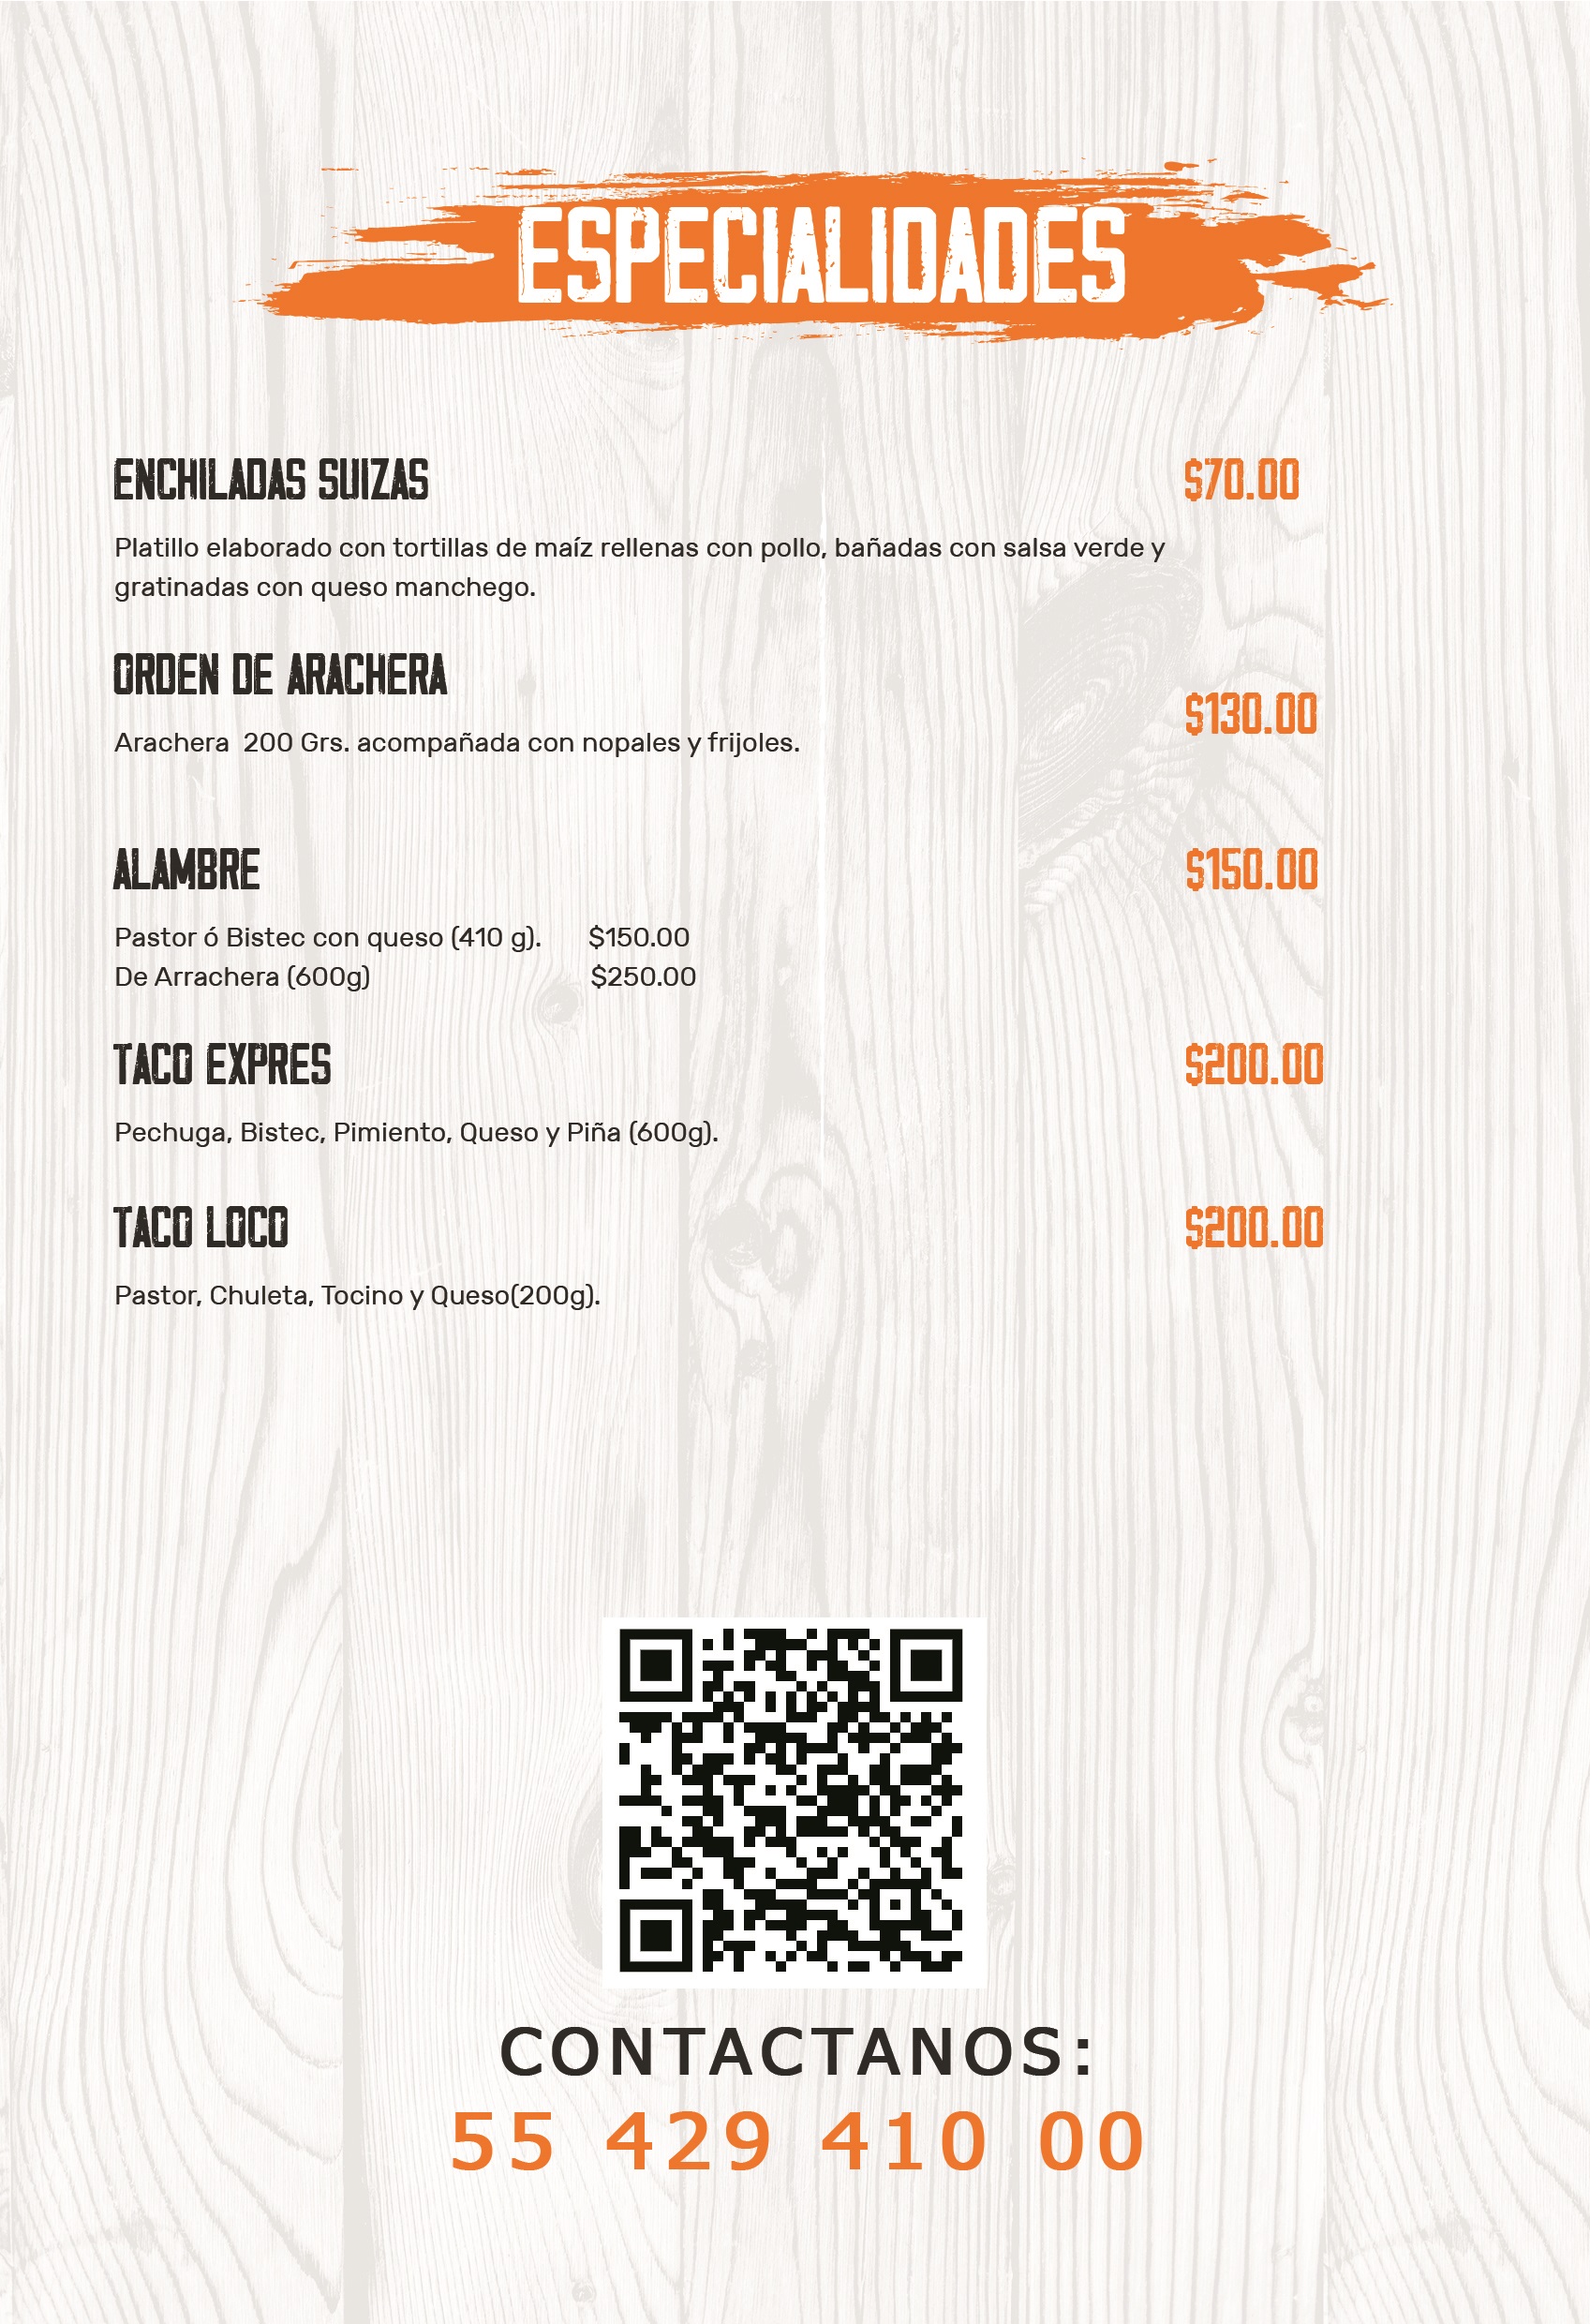 ESPECIALIDADES
ENCHILADAS SUIZAS $70.00
Platillo elaborado con tortillas de maíz rellenas con pollo, bañadas con salsa verde y
gratinadas con queso manchego.
ORDEN DE ARACHERA
$130.00
Arachera 200 Grs. acompañada con nopales y frijoles.
ALAMBRE $150.00
Pastor ó Bistec con queso (410 g). $150.00
De Arrachera (600g) $250.00
TACO EXPRES $200.00
Pechuga, Bistec, Pimiento, Queso y Piña (600g).
TACO LOCO $200.00
Pastor, Chuleta, Tocino y Queso(200g).
CONTACTANOS:
55 429 410 00